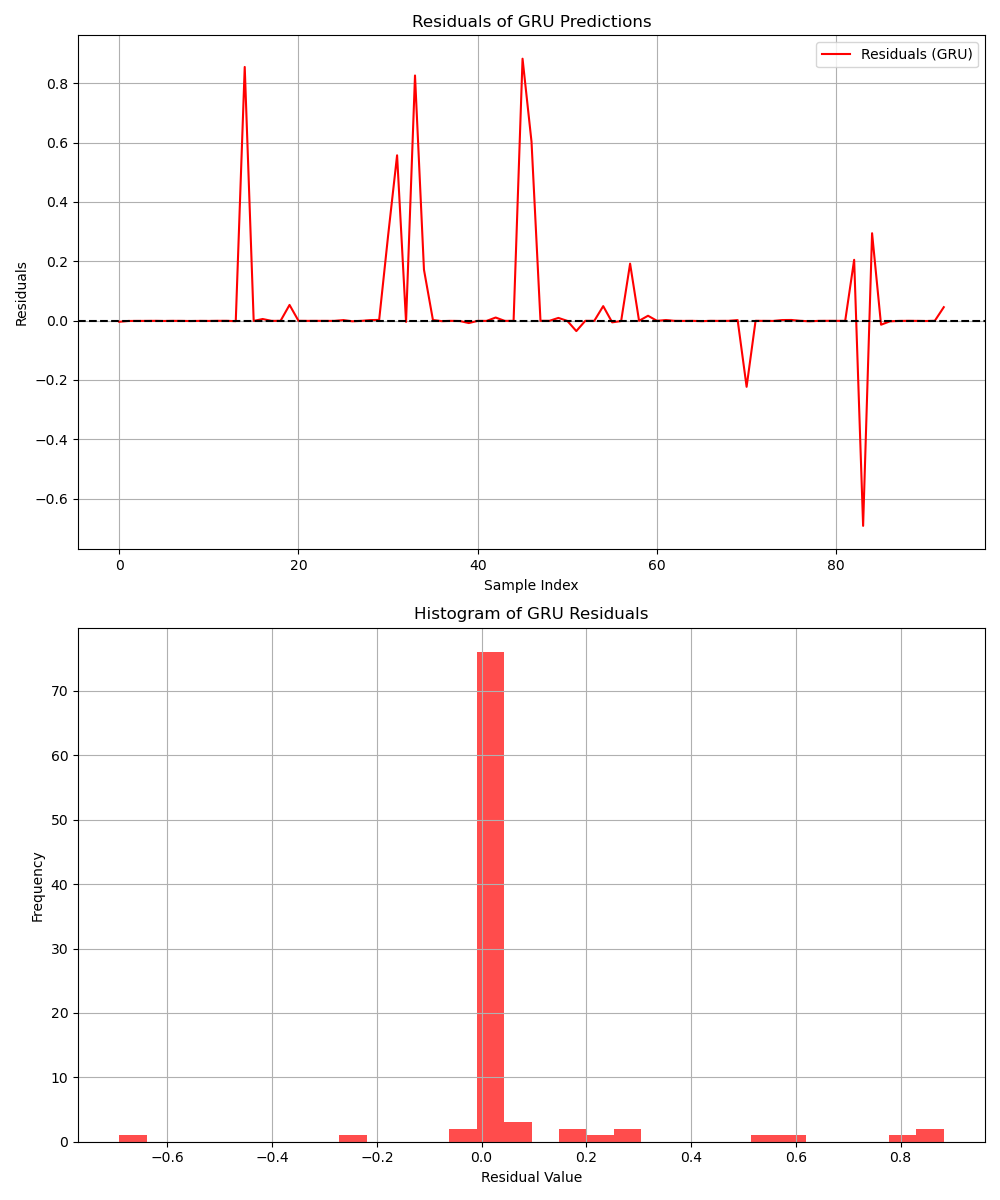 Residuals of GRU Predictions
Residuals (GRU)
0.8
0.6
0.4
0.2
0.0
−0.2
−0.4
−0.6
Residuals
0 20 40 60 80
Sample Index
Histogram of GRU Residuals
70
60
50
40
30
20
10
0
Frequency
−0.6 −0.4 −0.2 0.0 0.2 0.4 0.6 0.8
Residual Value